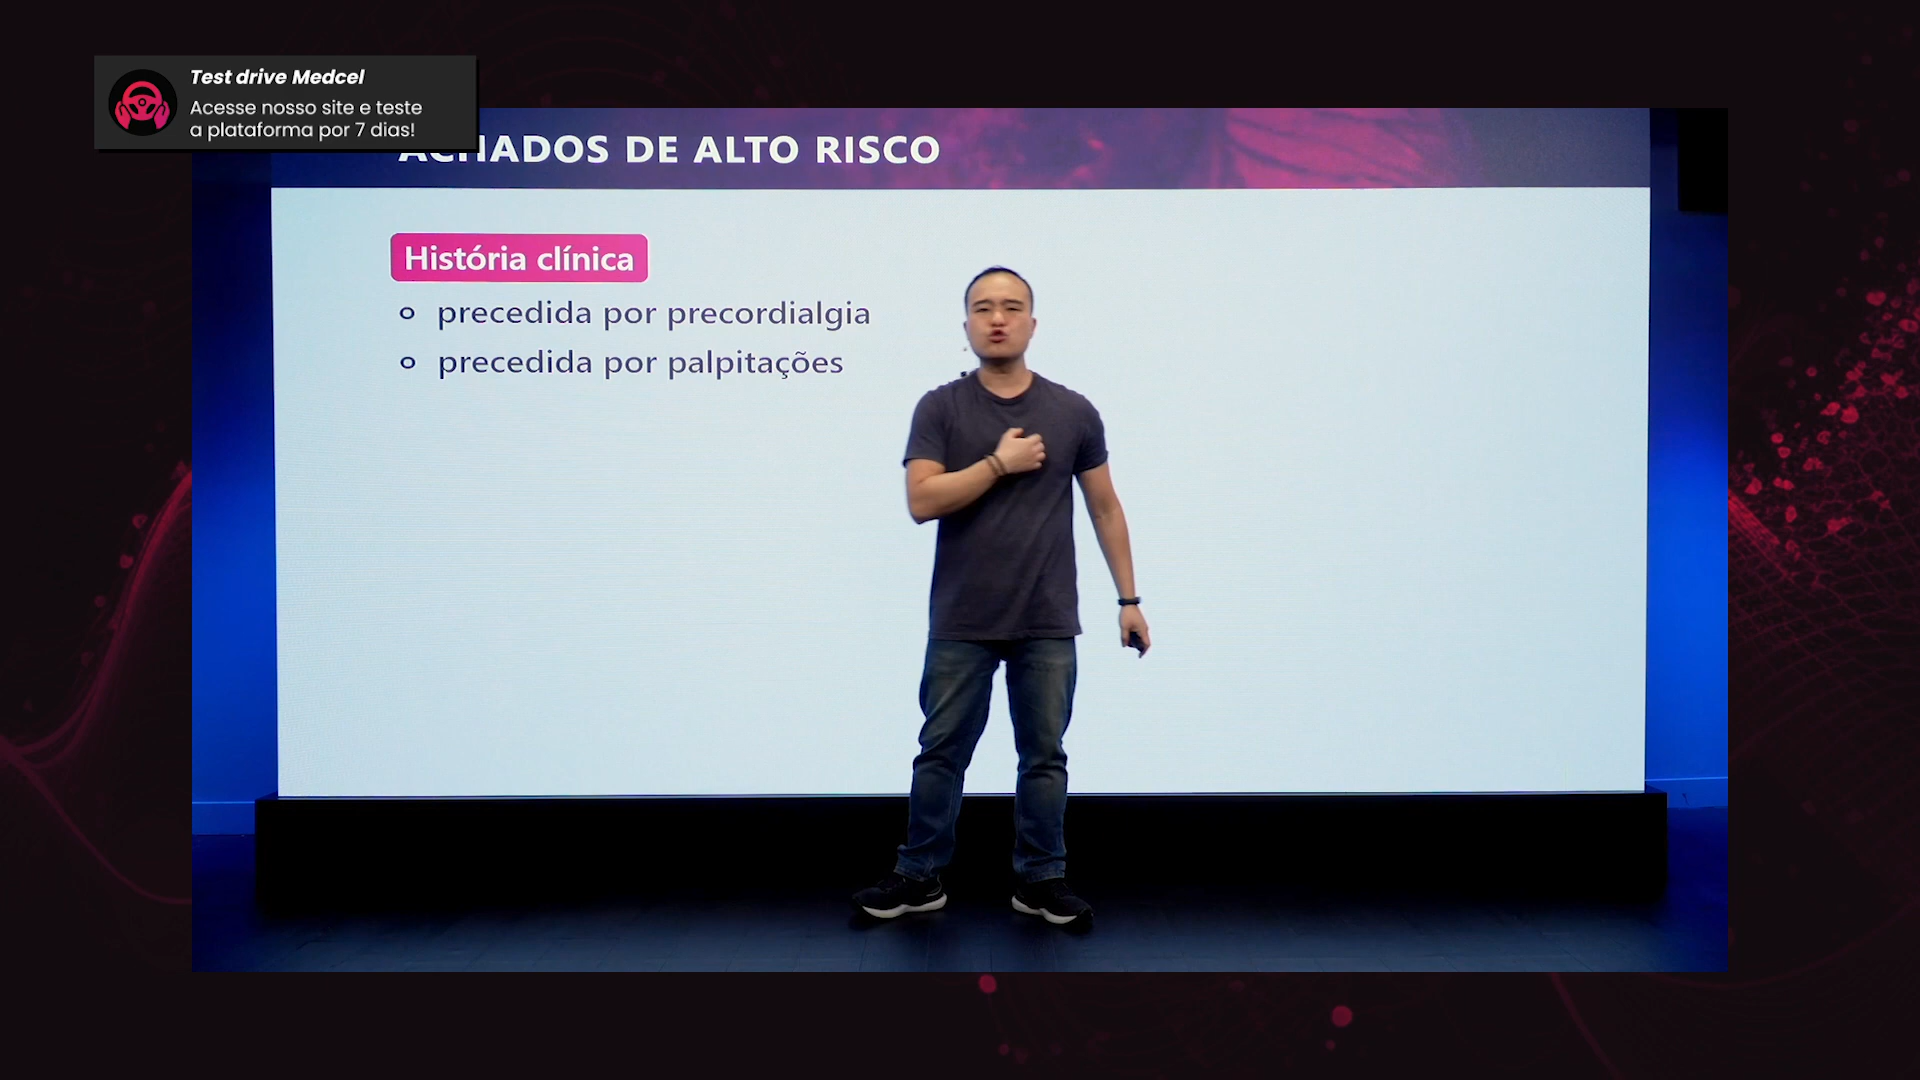 Test drive Medcel
Acesse nosso site e teste
a plataforma por 7 dias!
ACHADOS DE ALTO RISCO
História clínica
o precedida por precordialgia
o precedida por palpitações